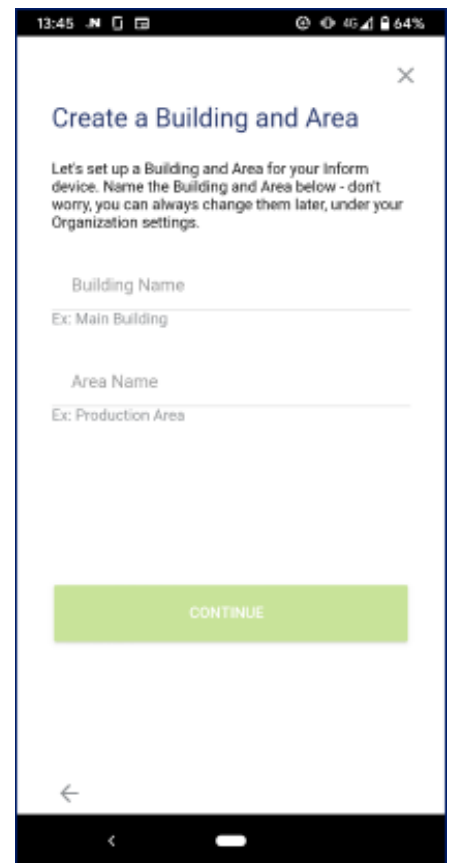 13:45
4G 64%
Create a Building and Area
Let's set up a Building and Area for your Inform
device. Name the Building and Area below - don't
worry, you can always change them later, under your
Organization settings.
Building Name
Ex: Main Building
Area Name
Ex: Production Area
CONTINUE